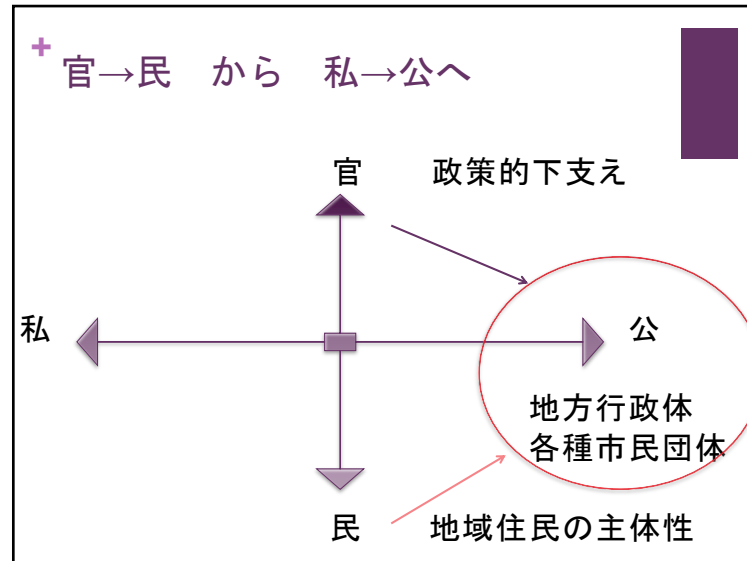 +
官→民　から　私→公へ
官　政策的下支え
私
公
地方行政体
各種市民団体
民　地域住民の主体性